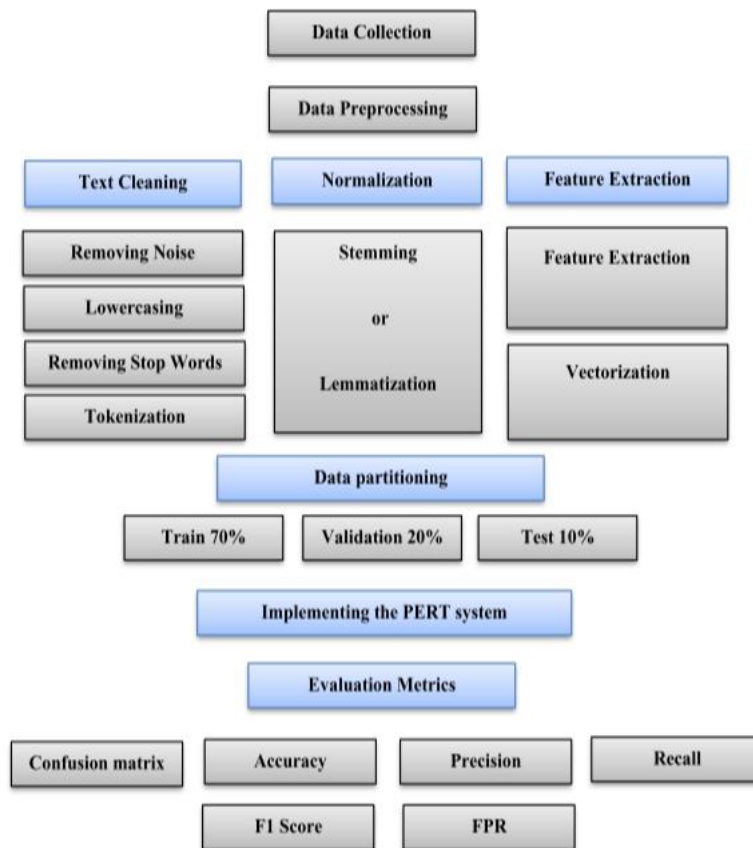 Data Collection
Data Preprocessing
Text Cleaning
Normalization
Feature Extraction
Removing Noise
Lowercasing
Removing Stop Words
Tokenization
Stemming
or
Lemmatization
Feature Extraction
Vectorization
Data partitioning
Train 70%
Validation 20%
Test 10%
Implementing the PERT system
Evaluation Metrics
Confusion matrix
Accuracy
Precision
Recall
F1 Score
FPR